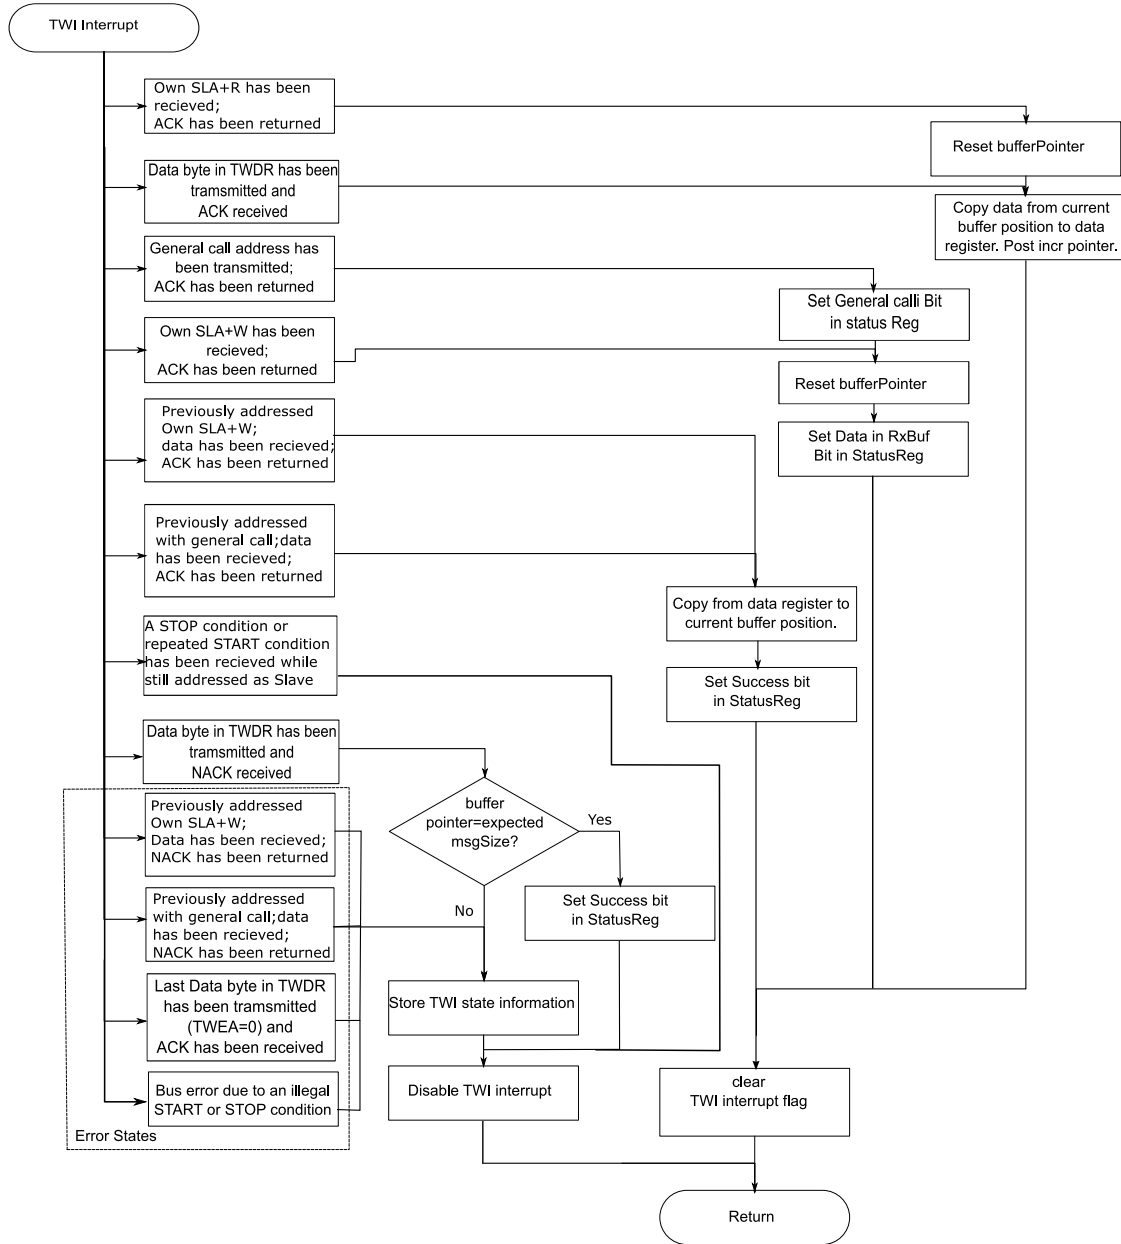 TWI Interrupt
Own SLA+R has been
recieved;
ACK has been returned
Reset bufferPointer
Data byte in TWDR has been
tramsmitted and
ACK received
Copy data from current
buffer position to data
register. Post incr pointer.
General call address has
been transmitted;
ACK has been returned
Set General calli Bit
in status Reg
Own SLA+W has been
recieved;
ACK has been returned
Reset bufferPointer
Previously addressed
Own SLA+W;
data has been recieved;
ACK has been returned
Set Data in RxBuf
Bit in StatusReg
Previously addressed
with general call;data
has been recieved;
ACK has been returned
Copy from data register to
current buffer position.
A STOP condition or
repeated START condition
has been recieved while
still addressed as Slave
Set Success bit
in StatusReg
Data byte in TWDR has been
tramsmitted and
NACK received
buffer
pointer=expected
msgSize?
Yes
No
Set Success bit
in StatusReg
Previously addressed
Own SLA+W;
Data has been recieved;
NACK has been returned
Previously addressed
with general call;data
has been recieved;
NACK has been returned
Store TWI state information
Last Data byte in TWDR
has been tramsmitted
(TWEA=0) and
ACK has been received
Disable TWI interrupt
clear
TWI interrupt flag
Bus error due to an illegal
START or STOP condition
Error States
Return